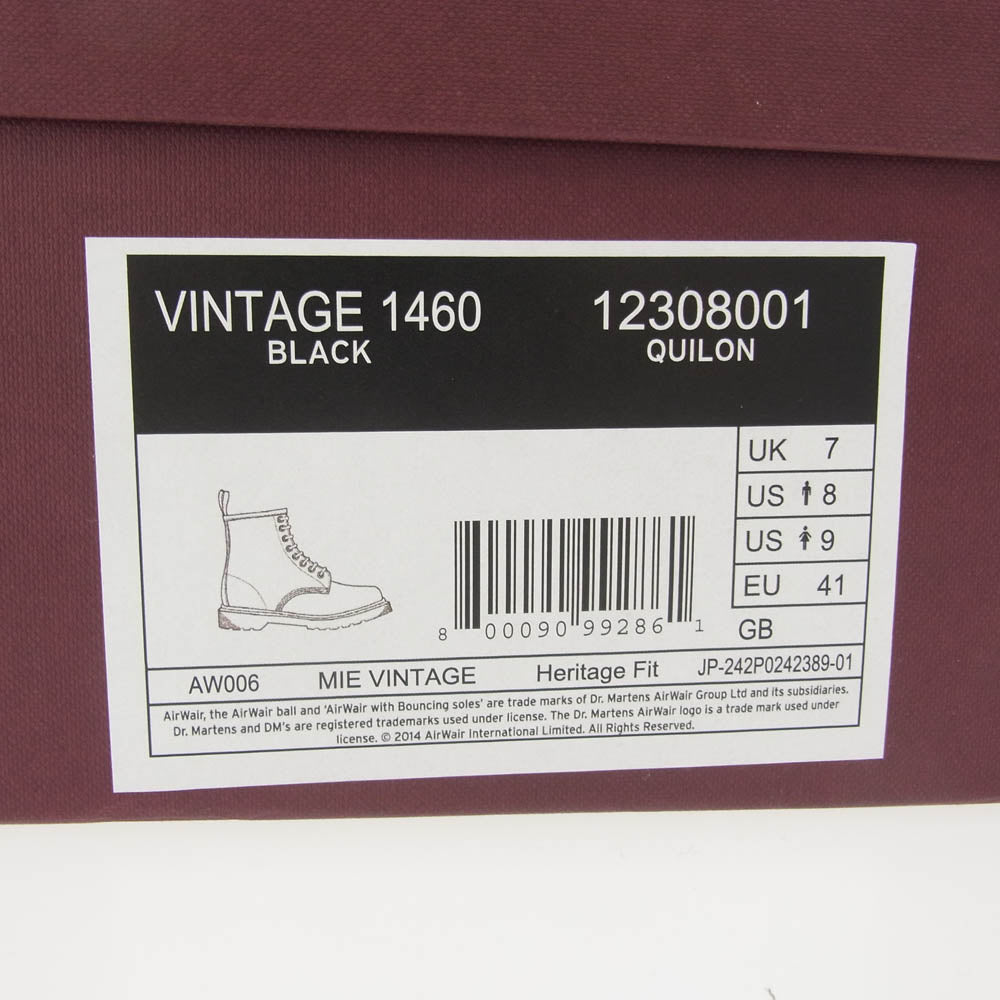 VINTAGE 1460 12308001
BLACK QUILON
UK 7
US 8
US 9
EU 41
GB
8 00090 99286 1
AW006 MIE VINTAGE Heritage Fit JP-242P0242389-01
AirWair, the AirWair ball and 'AirWair with Bouncing soles' are trade marks of Dr. Martens AirWair Group Ltd and its subsidiaries.
Dr. Martens and DM's are registered trademarks used under license. The Dr. Martens AirWair logo is a trade mark used under
license. © 2014 AirWair International Limited. All Rights Reserved.